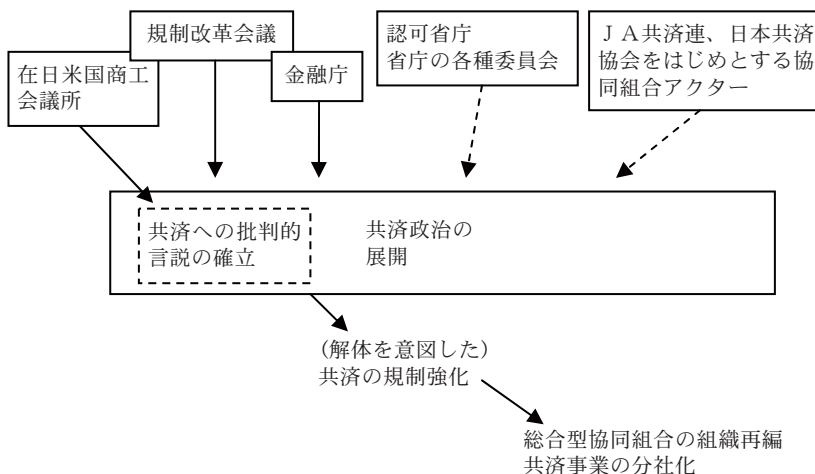 規制改革会議
在日米国商工
会議所
金融庁
認可省庁
省庁の各種委員会
ＪＡ共済連、日本共済
協会をはじめとする協
同組合アクター
共済への批判的
言説の確立
共済政治の
展開
（解体を意図した）
共済の規制強化
総合型協同組合の組織再編
共済事業の分社化